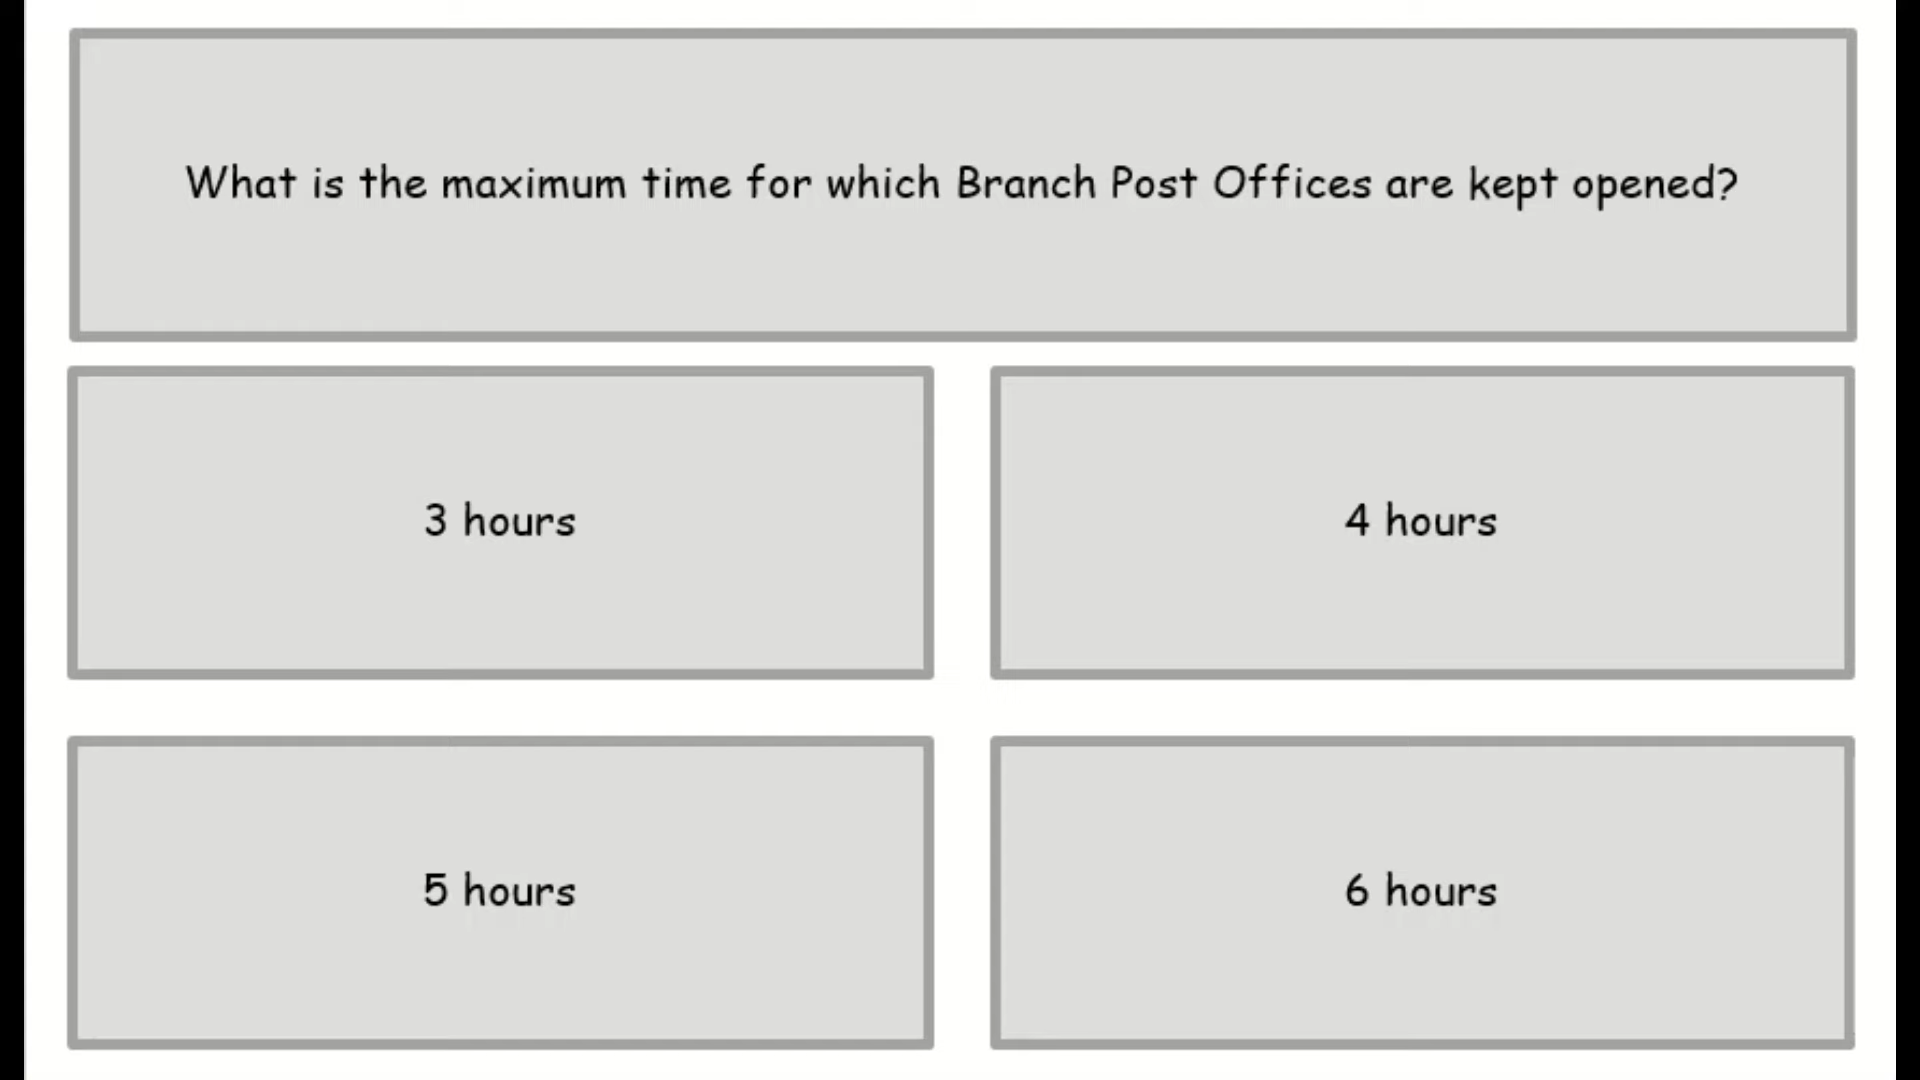 What is the maximum time for which Branch Post Offices are kept opened?
3 hours
4 hours
5 hours
6 hours